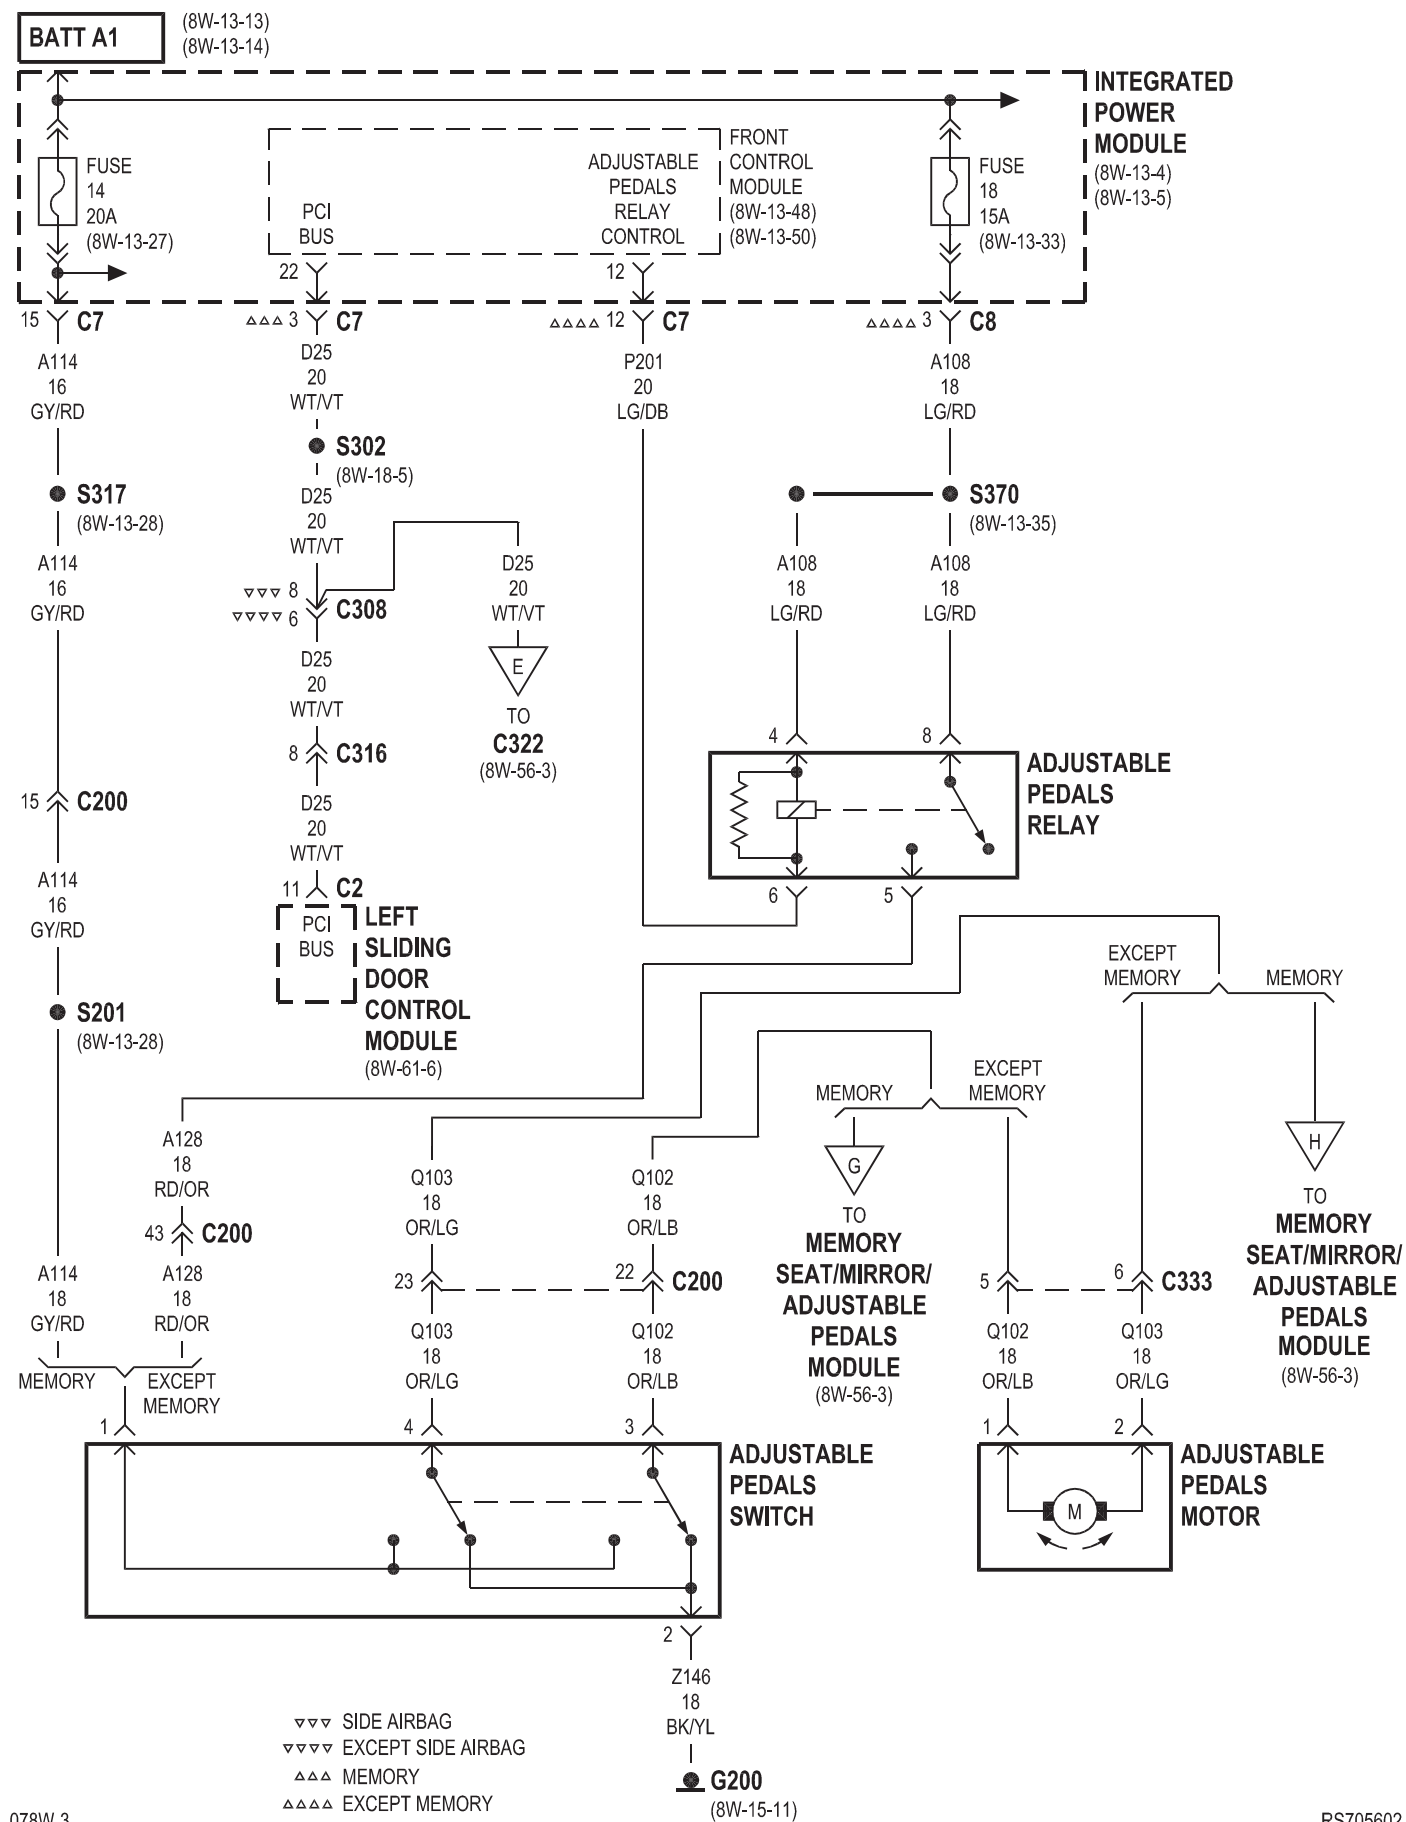 BATT A1
(8W-13-13)
(8W-13-14)
INTEGRATED
POWER
MODULE
(8W-13-4)
(8W-13-5)
FUSE
14
20A
(8W-13-27)
PCI
BUS
ADJUSTABLE
PEDALS
RELAY
CONTROL
FRONT
CONTROL
MODULE
(8W-13-48)
(8W-13-50)
FUSE
18
15A
(8W-13-33)
22
12
15 C7
3 C7
12 C7
3 C8
A114
16
GY/RD
D25
20
WT/VT
P201
20
LG/DB
A108
18
LG/RD
S302
(8W-18-5)
S317
(8W-13-28)
S370
(8W-13-35)
D25
20
WT/VT
A114
16
GY/RD
D25
20
WT/VT
A108
18
LG/RD
A108
18
LG/RD
8
6
C308
D25
20
WT/VT
E
TO
C322
(8W-56-3)
8 C316
4
8
ADJUSTABLE
PEDALS
RELAY
15 C200
D25
20
WT/VT
A114
16
GY/RD
11 C2
6
5
PCI
BUS
LEFT
SLIDING
DOOR
CONTROL
MODULE
(8W-61-6)
S201
(8W-13-28)
EXCEPT
MEMORY
MEMORY
MEMORY
EXCEPT
MEMORY
A128
18
RD/OR
Q103
18
OR/LG
Q102
18
OR/LB
G
TO
MEMORY
SEAT/MIRROR/
ADJUSTABLE
PEDALS
MODULE
(8W-56-3)
H
TO
MEMORY
SEAT/MIRROR/
ADJUSTABLE
PEDALS
MODULE
(8W-56-3)
43 C200
A114
18
GY/RD
A128
18
RD/OR
23
22
C200
5
6
C333
Q103
18
OR/LG
Q102
18
OR/LB
Q102
18
OR/LB
Q103
18
OR/LG
MEMORY
EXCEPT
MEMORY
1
4
3
1
2
ADJUSTABLE
PEDALS
SWITCH
M
ADJUSTABLE
PEDALS
MOTOR
2
Z146
18
BK/YL
G200
(8W-15-11)
SIDE AIRBAG
EXCEPT SIDE AIRBAG
MEMORY
EXCEPT MEMORY
078W-3
RS705602